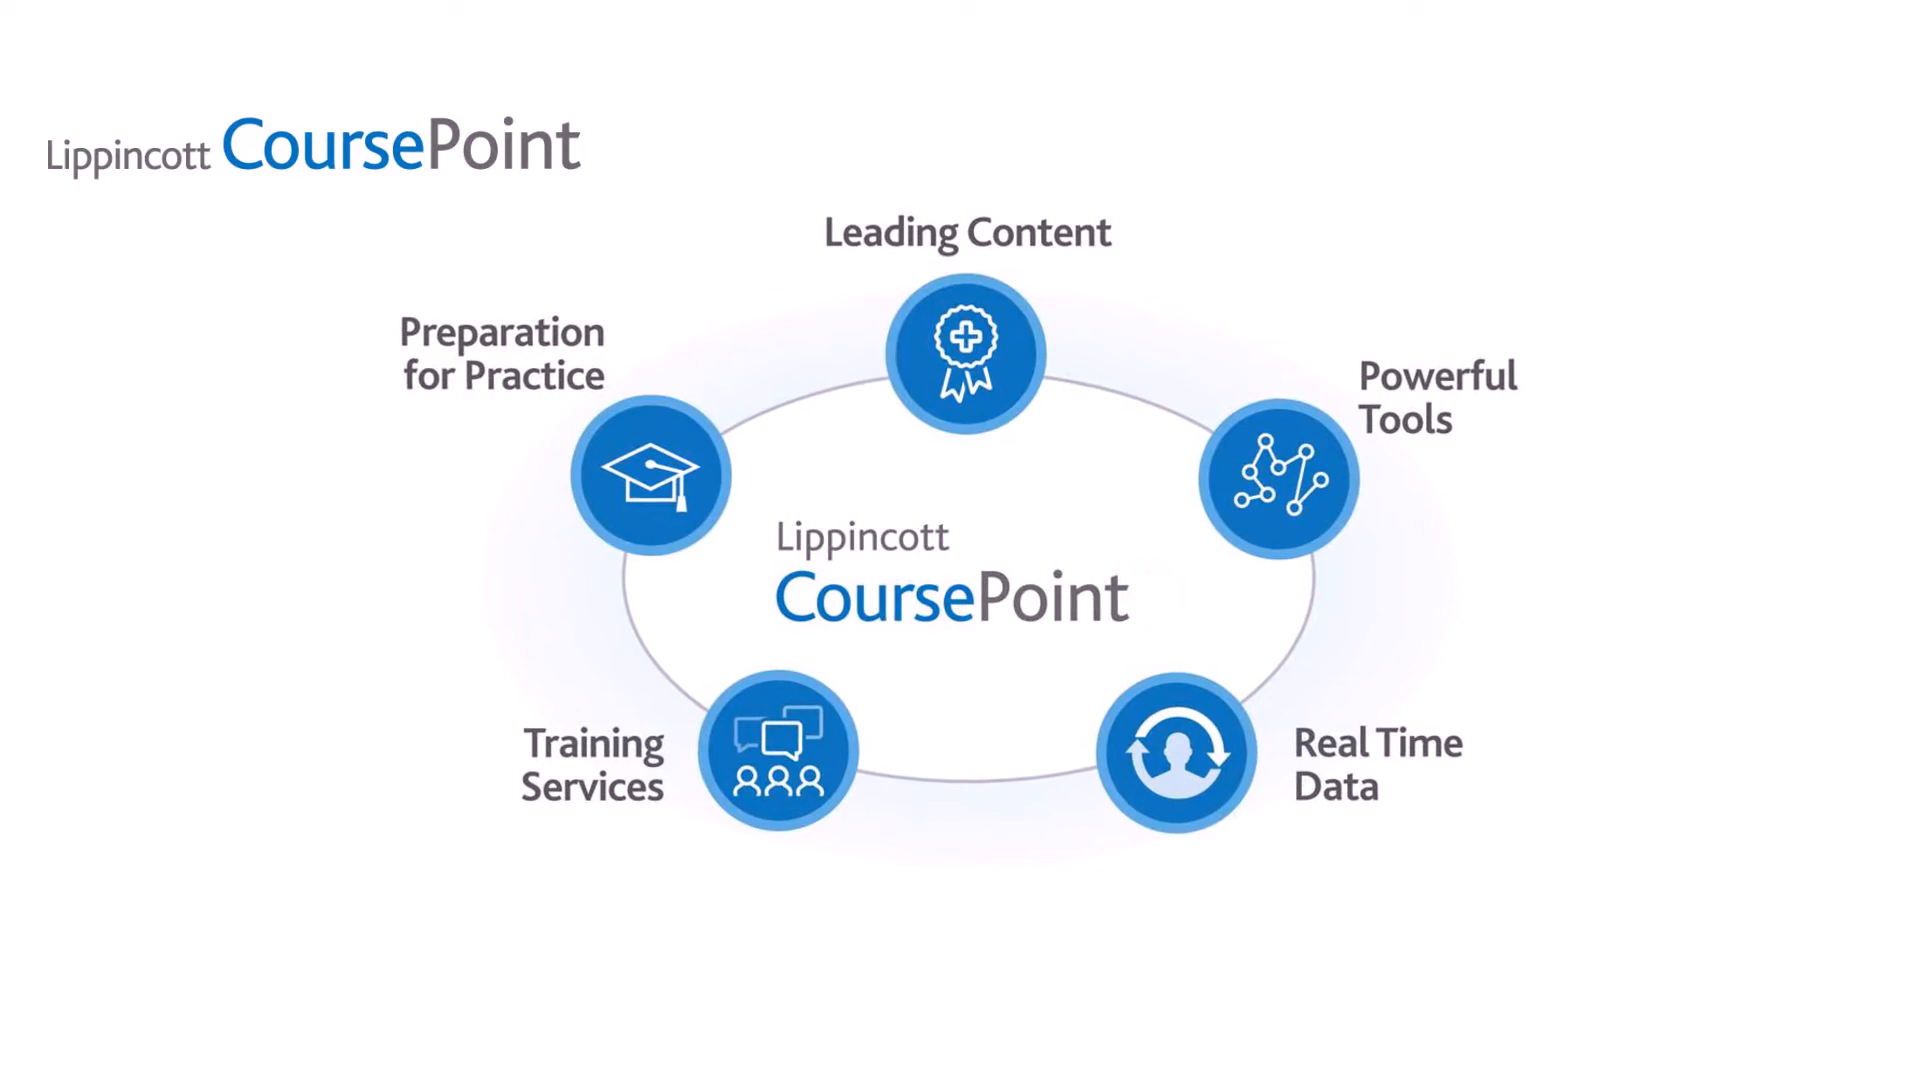 Lippincott CoursePoint
Leading Content
Preparation
for Practice
Powerful
Tools
Lippincott
CoursePoint
Training
Services
Real Time
Data